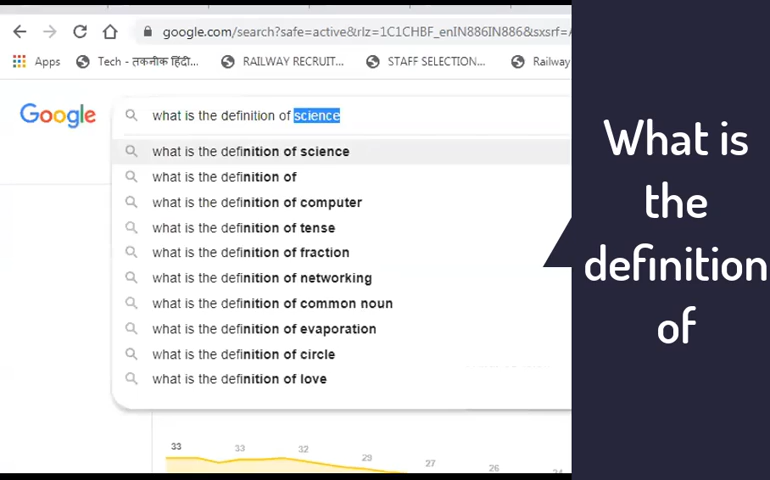 google.com/search?safe=active&rlz=1C1CHBF_enIN886IN886&sxsrf=
Apps
Tech - तकनीक हिंदी...
RAILWAY RECRUIT...
STAFF SELECTION...
Railway
Google
what is the definition of science
what is the definition of science
what is the definition of
what is the definition of computer
what is the definition of tense
what is the definition of fraction
what is the definition of networking
what is the definition of common noun
what is the definition of evaporation
what is the definition of circle
what is the definition of love
33
33
32
29
27
26
24
What is
the
definition
of